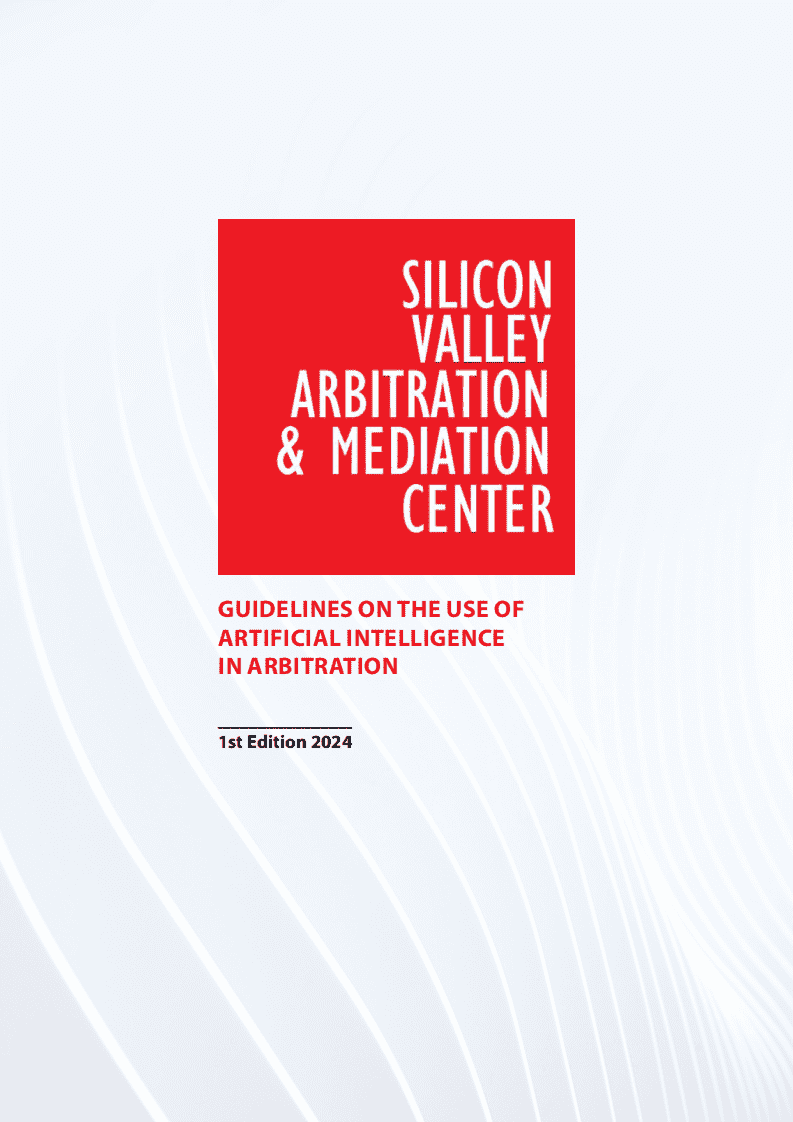 SILICON
VALLEY
ARBITRATION
& MEDIATION
CENTER
GUIDELINES ON THE USE OF
ARTIFICIAL INTELLIGENCE
IN ARBITRATION
1st Edition 2024